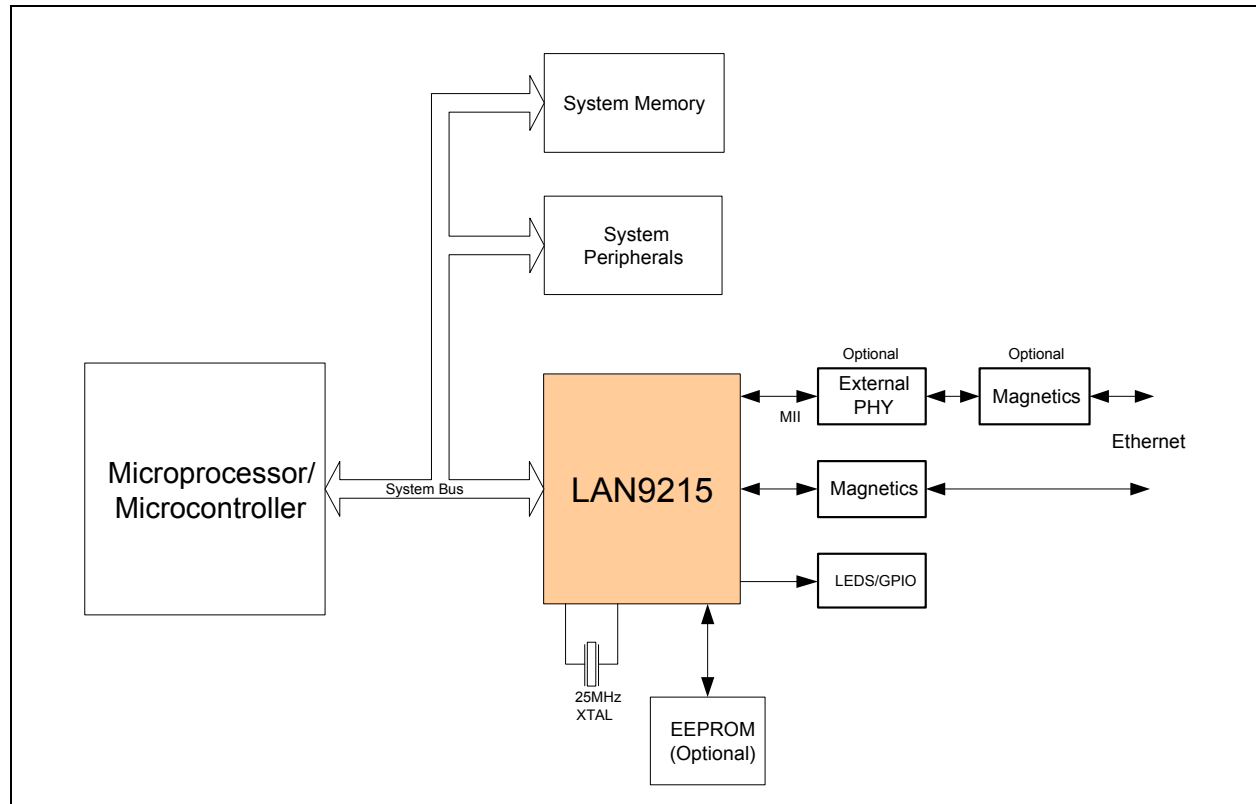 System Memory
System
Peripherals
Optional
Optional
External
PHY
Magnetics
MII
Ethernet
Microprocessor/
Microcontroller
System Bus
LAN9215
Magnetics
LEDS/GPIO
25MHz
XTAL
EEPROM
(Optional)